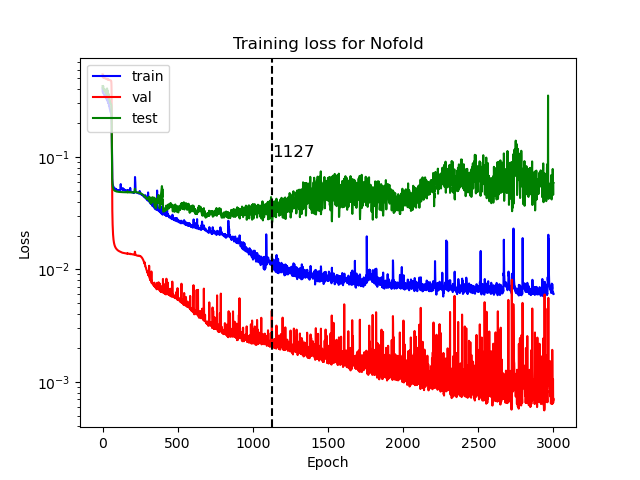 Training loss for Nofold
train
val
test
1127
Loss
10⁻¹
10⁻²
10⁻³
0
500
1000
1500
2000
2500
3000
Epoch